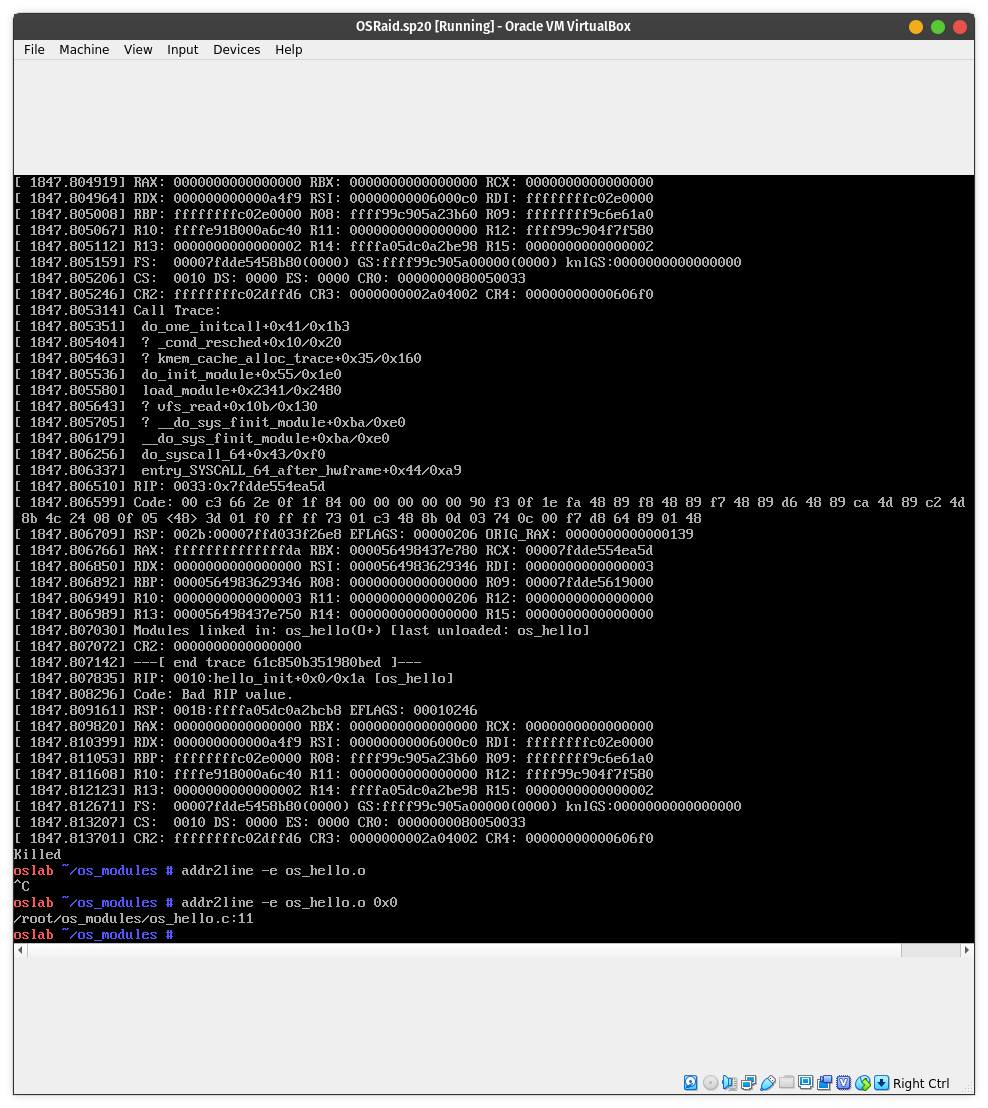 OSRaid.sp20 [Running] - Oracle VM VirtualBox
File Machine View Input Devices Help
[ 1847.804919] RAX: 0000000000000000 RBX: 0000000000000000 RCX: 0000000000000000
[ 1847.804964] RDX: 000000000000a4f9 RSI: 00000000006000c0 RDI: ffffffffc02e0000
[ 1847.805008] RBP: ffffffffc02e0000 R08: ffff99c905a23b60 R09: ffffffff9c6e61a0
[ 1847.805067] R10: ffffe918000a6c40 R11: 0000000000000000 R12: ffff99c904f7f580
[ 1847.805112] R13: 0000000000000002 R14: ffffa05dc0a2be98 R15: 0000000000000002
[ 1847.805159] FS:  00007fdde5458b80(0000) GS:ffff99c905a00000(0000) knlGS:0000000000000000
[ 1847.805206] CS:  0010 DS: 0000 ES: 0000 CR0: 0000000080050033
[ 1847.805246] CR2: ffffffffc02dffd6 CR3: 0000000002a04002 CR4: 00000000000606f0
[ 1847.805314] Call Trace:
[ 1847.805351]  do_one_initcall+0x41/0x1b3
[ 1847.805404]  ? _cond_resched+0x10/0x20
[ 1847.805463]  ? kmem_cache_alloc_trace+0x35/0x160
[ 1847.805536]  do_init_module+0x55/0x1e0
[ 1847.805580]  load_module+0x2341/0x2480
[ 1847.805643]  ? vfs_read+0x10b/0x130
[ 1847.805705]  ? __do_sys_finit_module+0xba/0xe0
[ 1847.806179]  __do_sys_finit_module+0xba/0xe0
[ 1847.806256]  do_syscall_64+0x43/0xf0
[ 1847.806337]  entry_SYSCALL_64_after_hwframe+0x44/0xa9
[ 1847.806510] RIP: 0033:0x7fdde554ea5d
[ 1847.806599] Code: 00 c3 66 2e 0f 1f 84 00 00 00 00 00 90 f3 0f 1e fa 48 89 f8 48 89 f7 48 89 d6 48 89 ca 4d 89 c2 4d
8b 4c 24 08 0f 05 <48> 3d 01 f0 ff ff 73 01 c3 48 8b 0d 03 74 0c 00 f7 d8 64 89 01 48
[ 1847.806709] RSP: 002b:00007ffd033f26e8 EFLAGS: 00000206 ORIG_RAX: 0000000000000139
[ 1847.806766] RAX: ffffffffffffffda RBX: 000056498437e780 RCX: 00007fdde554ea5d
[ 1847.806850] RDX: 0000000000000000 RSI: 0000564983629346 RDI: 0000000000000003
[ 1847.806892] RBP: 0000564983629346 R08: 0000000000000000 R09: 00007fdde5619000
[ 1847.806949] R10: 0000000000000003 R11: 0000000000000206 R12: 0000000000000000
[ 1847.806989] R13: 000056498437e750 R14: 0000000000000000 R15: 0000000000000000
[ 1847.807030] Modules linked in: os_hello(O+) [last unloaded: os_hello]
[ 1847.807072] CR2: 0000000000000000
[ 1847.807142] ---[ end trace 61c850b351980bed ]---
[ 1847.807835] RIP: 0010:hello_init+0x0/0x1a [os_hello]
[ 1847.808296] Code: Bad RIP value.
[ 1847.809161] RSP: 0018:ffffa05dc0a2bcb8 EFLAGS: 00010246
[ 1847.809820] RAX: 0000000000000000 RBX: 0000000000000000 RCX: 0000000000000000
[ 1847.810399] RDX: 000000000000a4f9 RSI: 00000000006000c0 RDI: ffffffffc02e0000
[ 1847.811053] RBP: ffffffffc02e0000 R08: ffff99c905a23b60 R09: ffffffff9c6e61a0
[ 1847.811608] R10: ffffe918000a6c40 R11: 0000000000000000 R12: ffff99c904f7f580
[ 1847.812123] R13: 0000000000000002 R14: ffffa05dc0a2be98 R15: 0000000000000002
[ 1847.812671] FS:  00007fdde5458b80(0000) GS:ffff99c905a00000(0000) knlGS:0000000000000000
[ 1847.813207] CS:  0010 DS: 0000 ES: 0000 CR0: 0000000080050033
[ 1847.813701] CR2: ffffffffc02dffd6 CR3: 0000000002a04002 CR4: 00000000000606f0
Killed
oslab ~/os_modules # addr2line -e os_hello.o
^C
oslab ~/os_modules # addr2line -e os_hello.o 0x0
/root/os_modules/os_hello.c:11
oslab ~/os_modules #
Right Ctrl